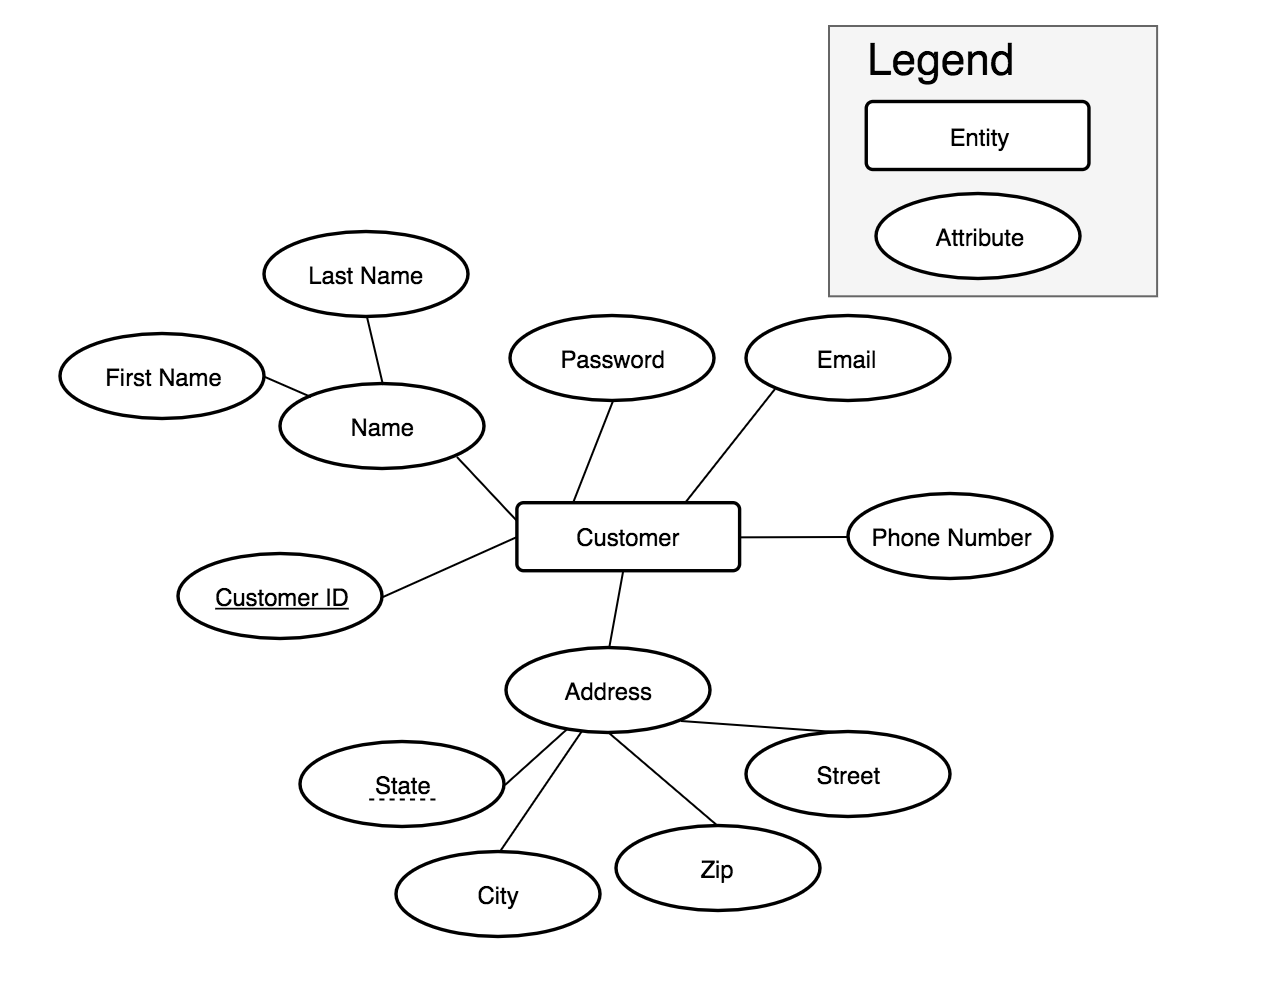 Legend
Entity
Attribute
Last Name
First Name
Name
Password
Email
Customer
Phone Number
Customer ID
Address
State
Street
City
Zip